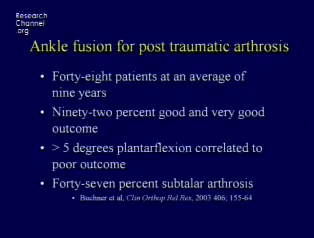 Research
Channel
.org
Ankle fusion for post traumatic arthrosis
• Forty-eight patients at an average of
nine years
• Ninety-two percent good and very good
outcome
• > 5 degrees plantarflexion correlated to
poor outcome
• Forty-seven percent subtalar arthrosis
• Buchner et al, Clin Orthop Rel Res, 2003 406; 155-64